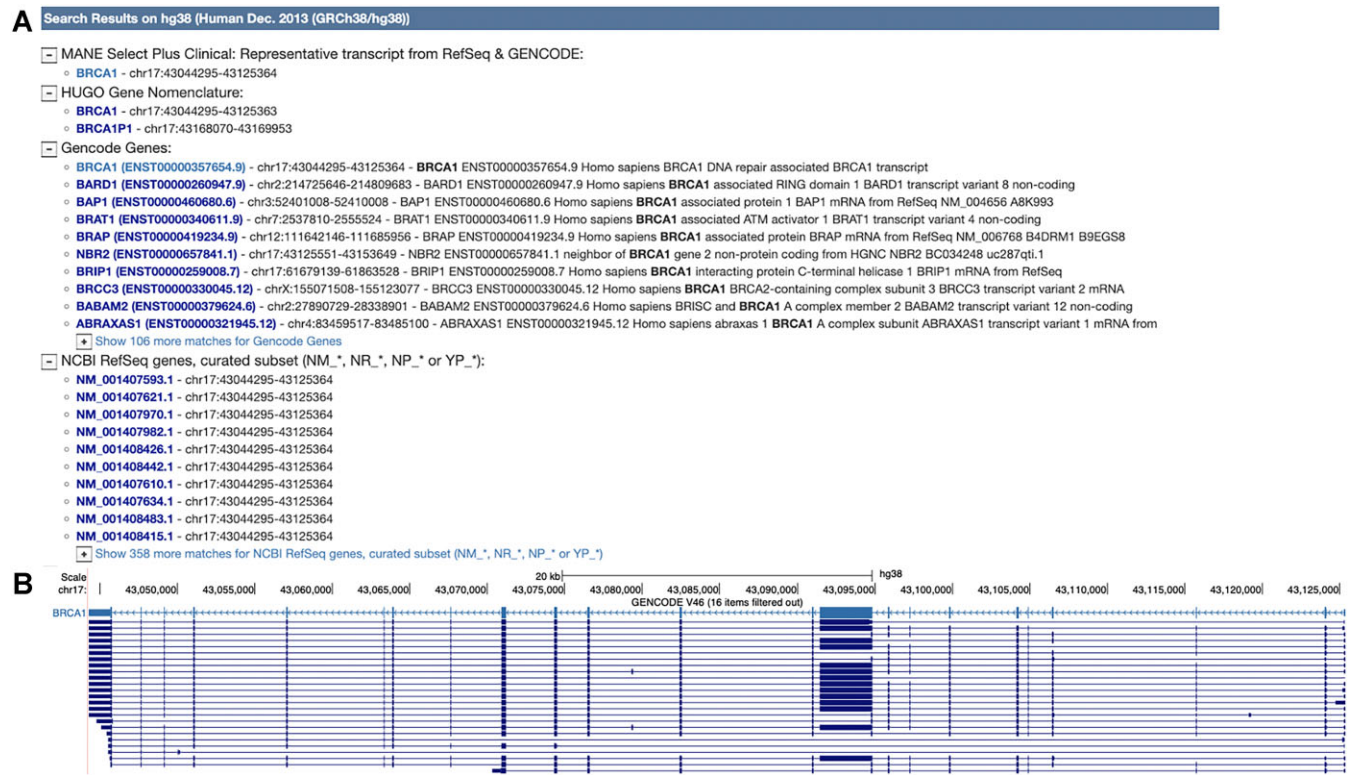 A
Search Results on hg38 (Human Dec. 2013 (GRCh38/hg38))
- MANE Select Plus Clinical: Representative transcript from RefSeq & GENCODE:
BRCA1 - chr17:43044295-43125364
- HUGO Gene Nomenclature:
BRCA1 - chr17:43044295-43125363
BRCA1P1 - chr17:43168070-43169953
- Gencode Genes:
BRCA1 (ENST00000357654.9) - chr17:43044295-43125364 - BRCA1 ENST00000357654.9 Homo sapiens BRCA1 DNA repair associated BRCA1 transcript
BARD1 (ENST00000260947.9) - chr2:214725646-214809683 - BARD1 ENST00000260947.9 Homo sapiens BRCA1 associated RING domain 1 BARD1 transcript variant 8 non-coding
BAP1 (ENST00000460680.6) - chr3:52401008-52410008 - BAP1 ENST00000460680.6 Homo sapiens BRCA1 associated protein 1 BAP1 mRNA from RefSeq NM_004656 A8K993
BRAT1 (ENST00000340611.9) - chr7:2537810-2555524 - BRAT1 ENST00000340611.9 Homo sapiens BRCA1 associated ATM activator 1 BRAT1 transcript variant 4 non-coding
BRAP (ENST00000419234.9) - chr12:111642146-111685956 - BRAP ENST00000419234.9 Homo sapiens BRCA1 associated protein BRAP mRNA from RefSeq NM_006768 B4DRM1 B9EGS8
NBR2 (ENST00000657841.1) - chr17:43125551-43153649 - NBR2 ENST00000657841.1 neighbor of BRCA1 gene 2 non-protein coding from HGNC NBR2 BC034248 uc287qti.1
BRIP1 (ENST00000259008.7) - chr17:61679139-61863528 - BRIP1 ENST00000259008.7 Homo sapiens BRCA1 interacting protein C-terminal helicase 1 BRIP1 mRNA from RefSeq
BRCC3 (ENST00000330045.12) - chrX:155071508-155123077 - BRCC3 ENST00000330045.12 Homo sapiens BRCA1 BRCA2-containing complex subunit 3 BRCC3 transcript variant 2 mRNA
BABAM2 (ENST00000379624.6) - chr2:27890729-28338901 - BABAM2 ENST00000379624.6 Homo sapiens BRISC and BRCA1 A complex member 2 BABAM2 transcript variant 12 non-coding
ABRAXAS1 (ENST00000321945.12) - chr4:83459517-83485100 - ABRAXAS1 ENST00000321945.12 Homo sapiens abraxas 1 BRCA1 A complex subunit ABRAXAS1 transcript variant 1 mRNA from
+ Show 106 more matches for Gencode Genes
- NCBI RefSeq genes, curated subset (NM_*, NR_*, NP_* or YP_*):
NM_001407593.1 - chr17:43044295-43125364
NM_001407621.1 - chr17:43044295-43125364
NM_001407970.1 - chr17:43044295-43125364
NM_001407982.1 - chr17:43044295-43125364
NM_001408426.1 - chr17:43044295-43125364
NM_001408442.1 - chr17:43044295-43125364
NM_001407610.1 - chr17:43044295-43125364
NM_001407634.1 - chr17:43044295-43125364
NM_001408483.1 - chr17:43044295-43125364
NM_001408415.1 - chr17:43044295-43125364
+ Show 358 more matches for NCBI RefSeq genes, curated subset (NM_*, NR_*, NP_* or YP_*)
B
Scale 20 kb hg38
chr17: 43,050,000 43,055,000 43,060,000 43,065,000 43,070,000 43,075,000 43,080,000 43,085,000 43,090,000 43,095,000 43,100,000 43,105,000 43,110,000 43,115,000 43,120,000 43,125,000
GENCODE V46 (16 items filtered out)
BRCA1